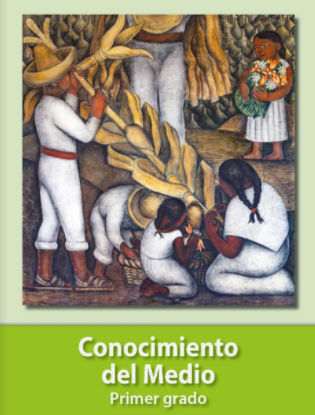 Conocimiento
del Medio
Primer grado